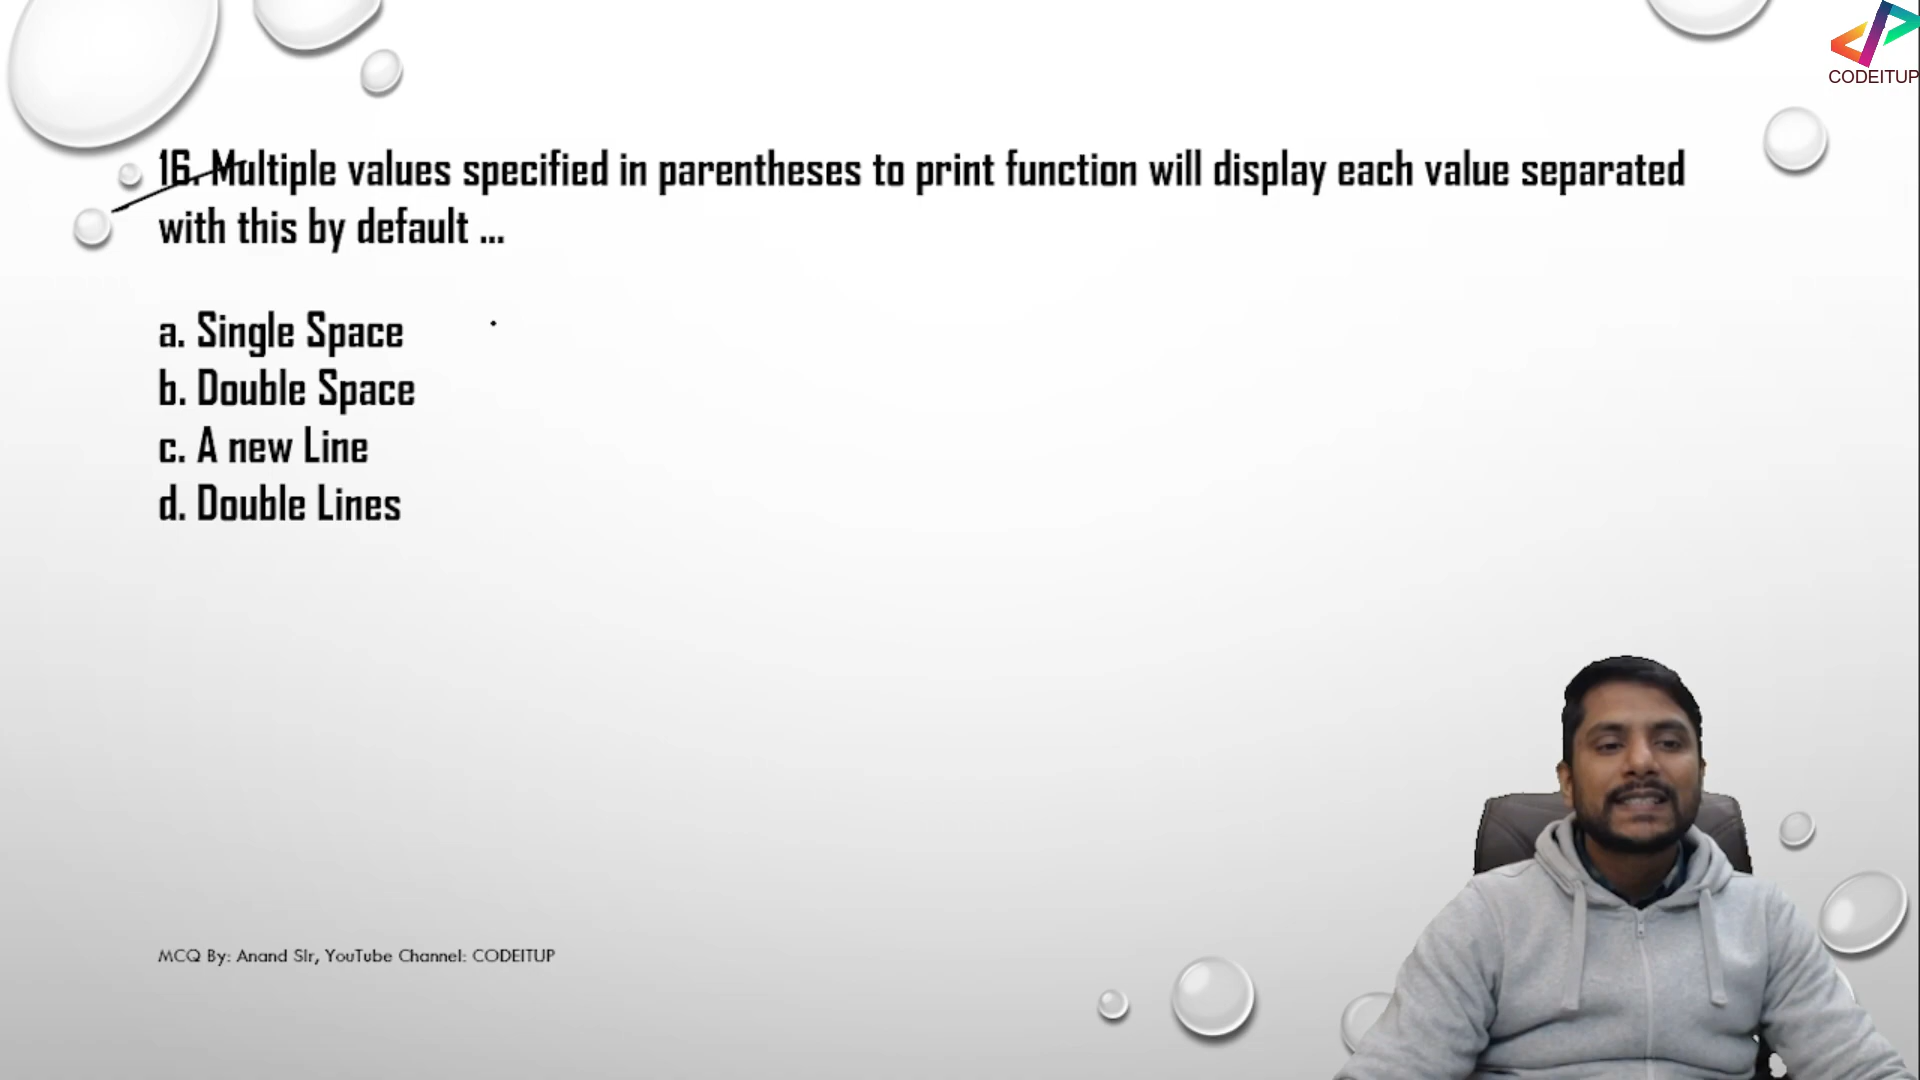 CODEITUP
16. Multiple values specified in parentheses to print function will display each value separated
with this by default ...
a. Single Space
b. Double Space
c. A new Line
d. Double Lines
MCQ By: Anand SIr, YouTube Channel: CODEITUP